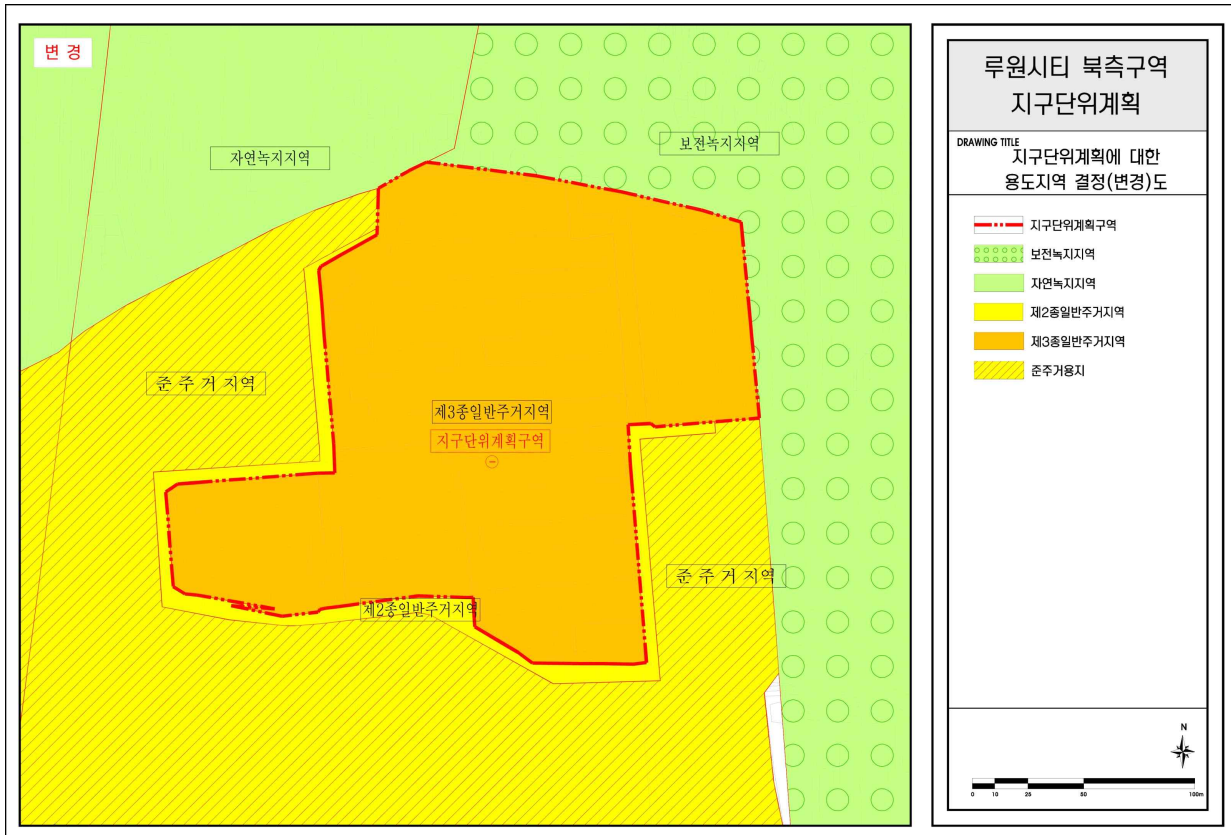 변 경
자연녹지지역
보전녹지지역
준 주 거 지역
제3종일반주거지역
지구단위계획구역
준 주 거 지역
제2종일반주거지역
루원시티 북측구역
지구단위계획
DRAWING TITLE
지구단위계획에 대한
용도지역 결정(변경)도
지구단위계획구역
보전녹지지역
자연녹지지역
제2종일반주거지역
제3종일반주거지역
준주거용지
N
0 10 25 50 100m